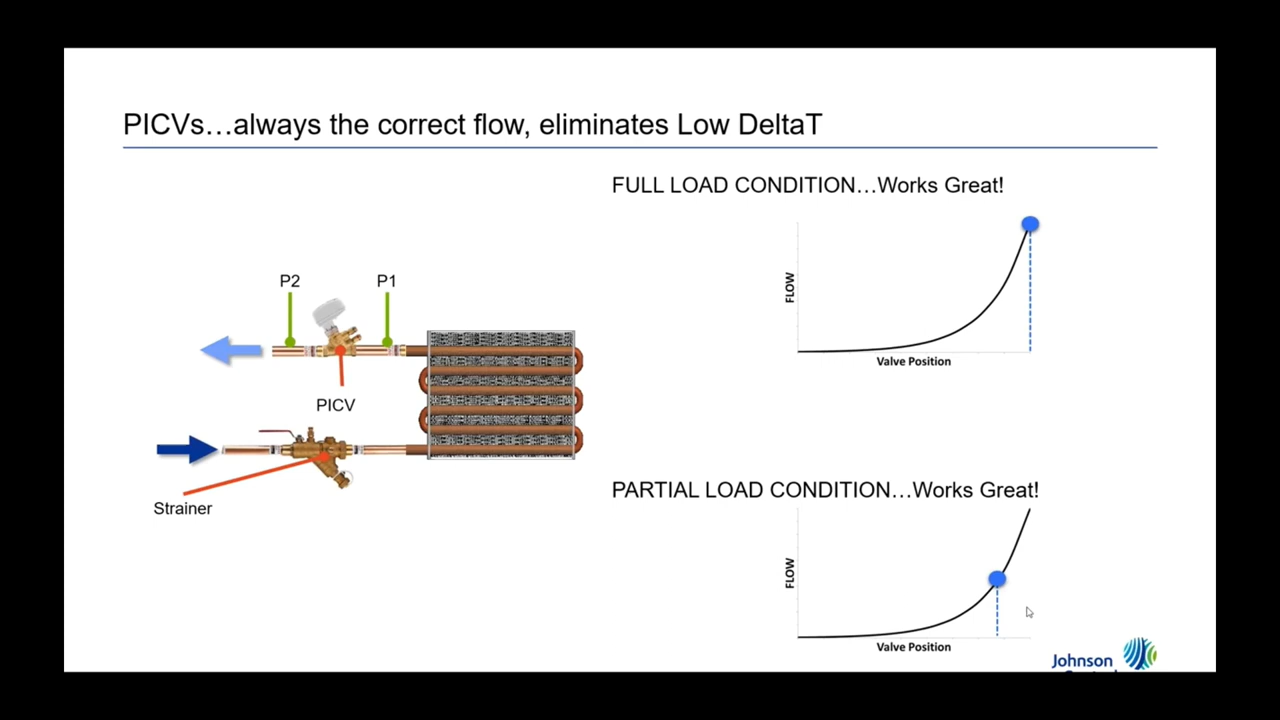 PICVs…always the correct flow, eliminates Low DeltaT
FULL LOAD CONDITION…Works Great!
FLOW
Valve Position
P2
P1
PICV
Strainer
PARTIAL LOAD CONDITION…Works Great!
FLOW
Valve Position
Johnson